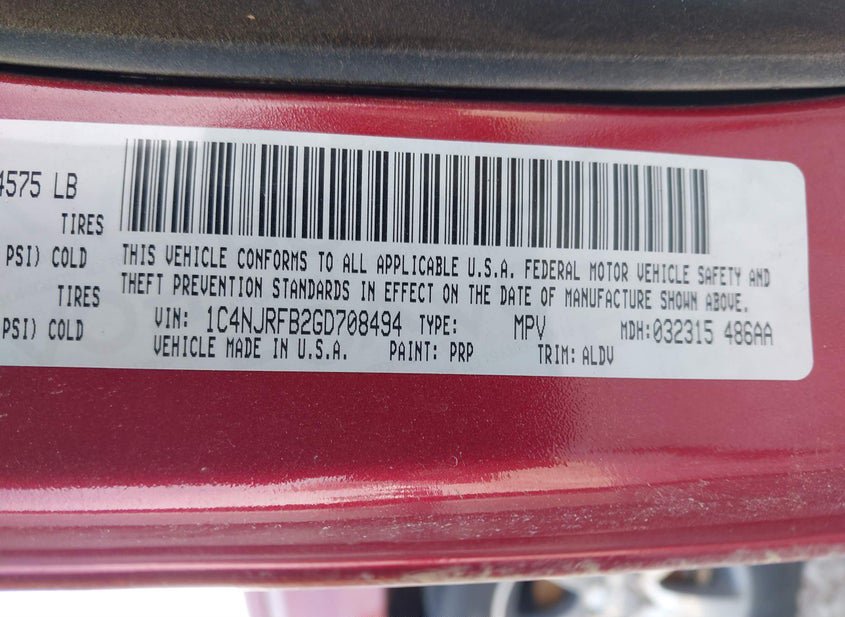 4575 LB
TIRES
PSI) COLD
TIRES
PSI) COLD
THIS VEHICLE CONFORMS TO ALL APPLICABLE U.S.A. FEDERAL MOTOR VEHICLE SAFETY AND
THEFT PREVENTION STANDARDS IN EFFECT ON THE DATE OF MANUFACTURE SHOWN ABOVE.
VIN: 1C4NJRFB2GD708494 TYPE: MPV MDH:032315 486AA
VEHICLE MADE IN U.S.A. PAINT: PRP TRIM: ALDV